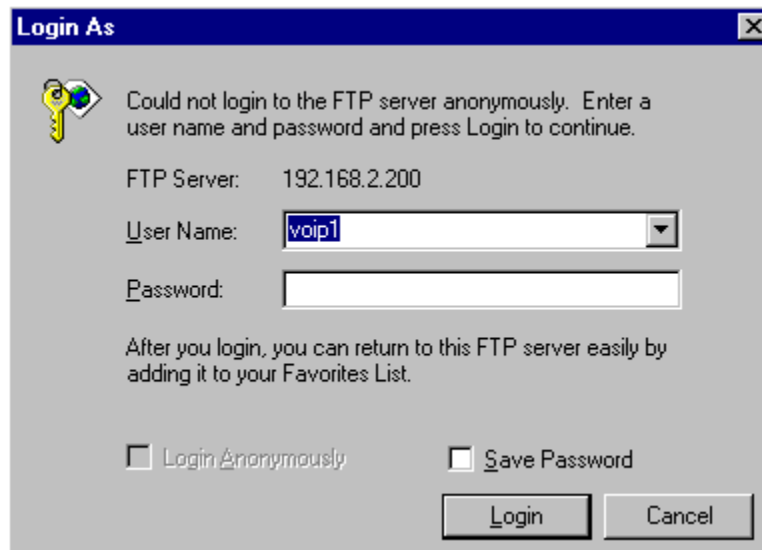 Login As
Could not login to the FTP server anonymously. Enter a
user name and password and press Login to continue.
FTP Server: 192.168.2.200
User Name: voip1
Password:
After you login, you can return to this FTP server easily by
adding it to your Favorites List.
Login Anonymously Save Password
Login Cancel